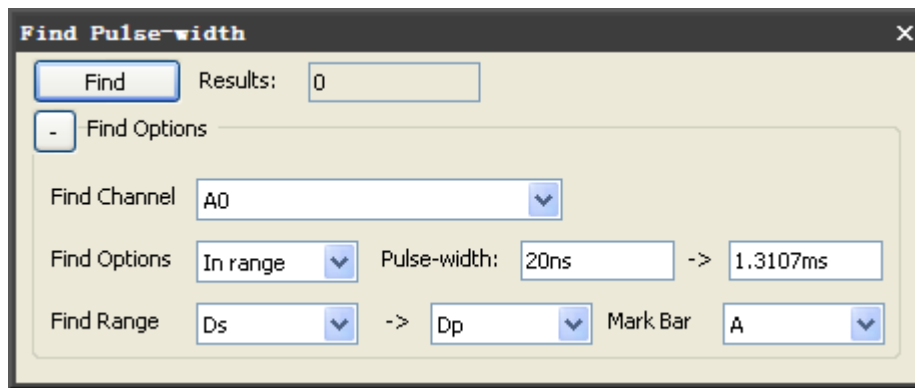 Find Pulse-width ×
Find Results: 0
- Find Options
Find Channel A0
Find Options In range Pulse-width: 20ns -> 1.3107ms
Find Range Ds -> Dp Mark Bar A